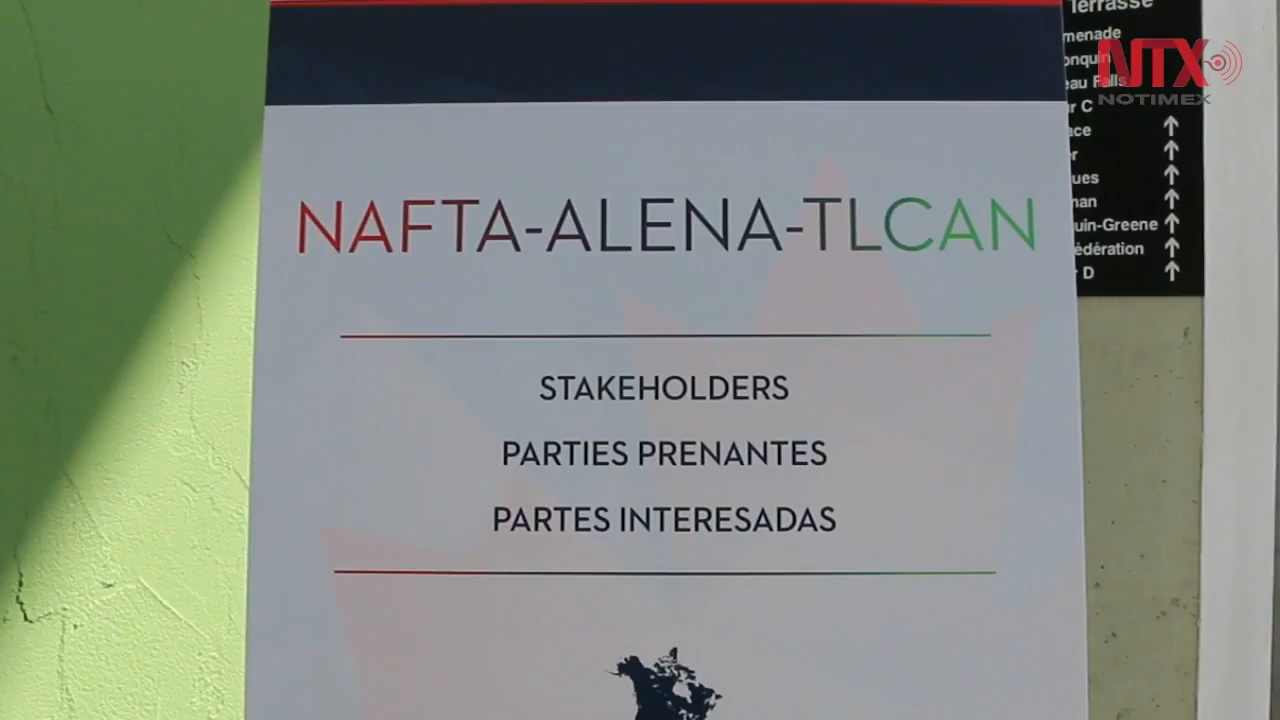 NAFTA-ALENA-TLCAN
STAKEHOLDERS
PARTIES PRENANTES
PARTES INTERESADAS
Terrasse
NTX
NOTIMEX
D